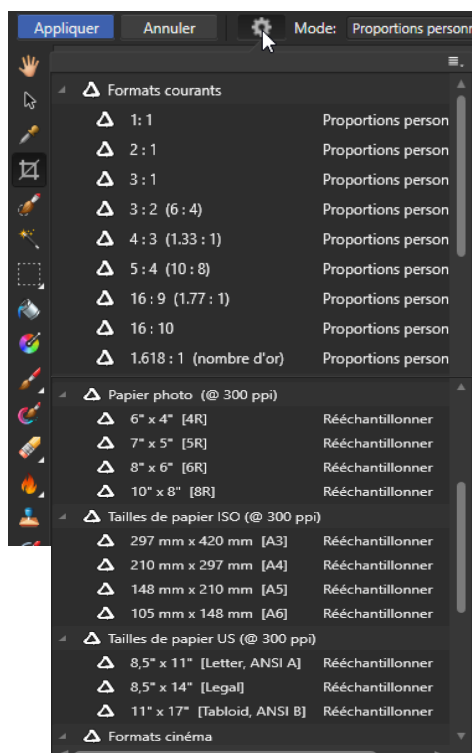 Appliquer Annuler Mode: Proportions personr
Formats courants
1: 1 Proportions person
2 : 1 Proportions person
3 : 1 Proportions person
3 : 2 (6 : 4) Proportions person
4 : 3 (1.33 : 1) Proportions person
5 : 4 (10 : 8) Proportions person
16 : 9 (1.77 : 1) Proportions person
16 : 10 Proportions person
1.618 : 1 (nombre d'or) Proportions person
Papier photo (@ 300 ppi)
6" x 4" [4R] Rééchantillonner
7" x 5" [5R] Rééchantillonner
8" x 6" [6R] Rééchantillonner
10" x 8" [8R] Rééchantillonner
Tailles de papier ISO (@ 300 ppi)
297 mm x 420 mm [A3] Rééchantillonner
210 mm x 297 mm [A4] Rééchantillonner
148 mm x 210 mm [A5] Rééchantillonner
105 mm x 148 mm [A6] Rééchantillonner
Tailles de papier US (@ 300 ppi)
8,5" x 11" [Letter, ANSI A] Rééchantillonner
8,5" x 14" [Legal] Rééchantillonner
11" x 17" [Tabloid, ANSI B] Rééchantillonner
Formats cinéma